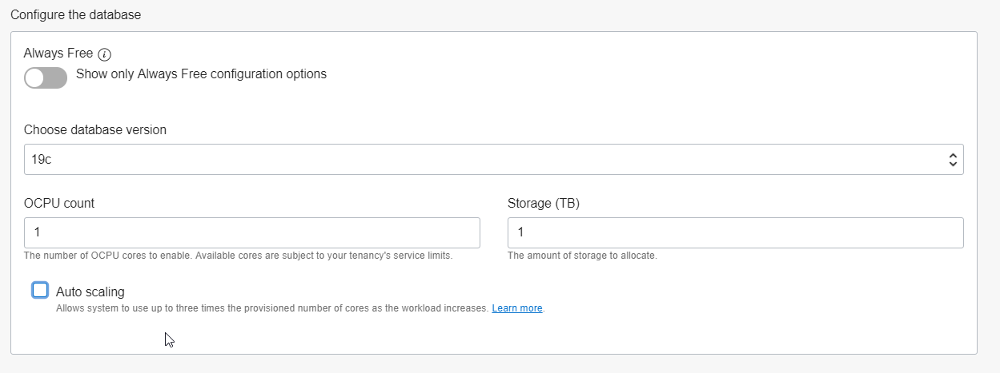 Configure the database
Always Free i
Show only Always Free configuration options
Choose database version
19c
OCPU count
Storage (TB)
1
1
The number of OCPU cores to enable. Available cores are subject to your tenancy's service limits.
The amount of storage to allocate.
Auto scaling
Allows system to use up to three times the provisioned number of cores as the workload increases. Learn more.